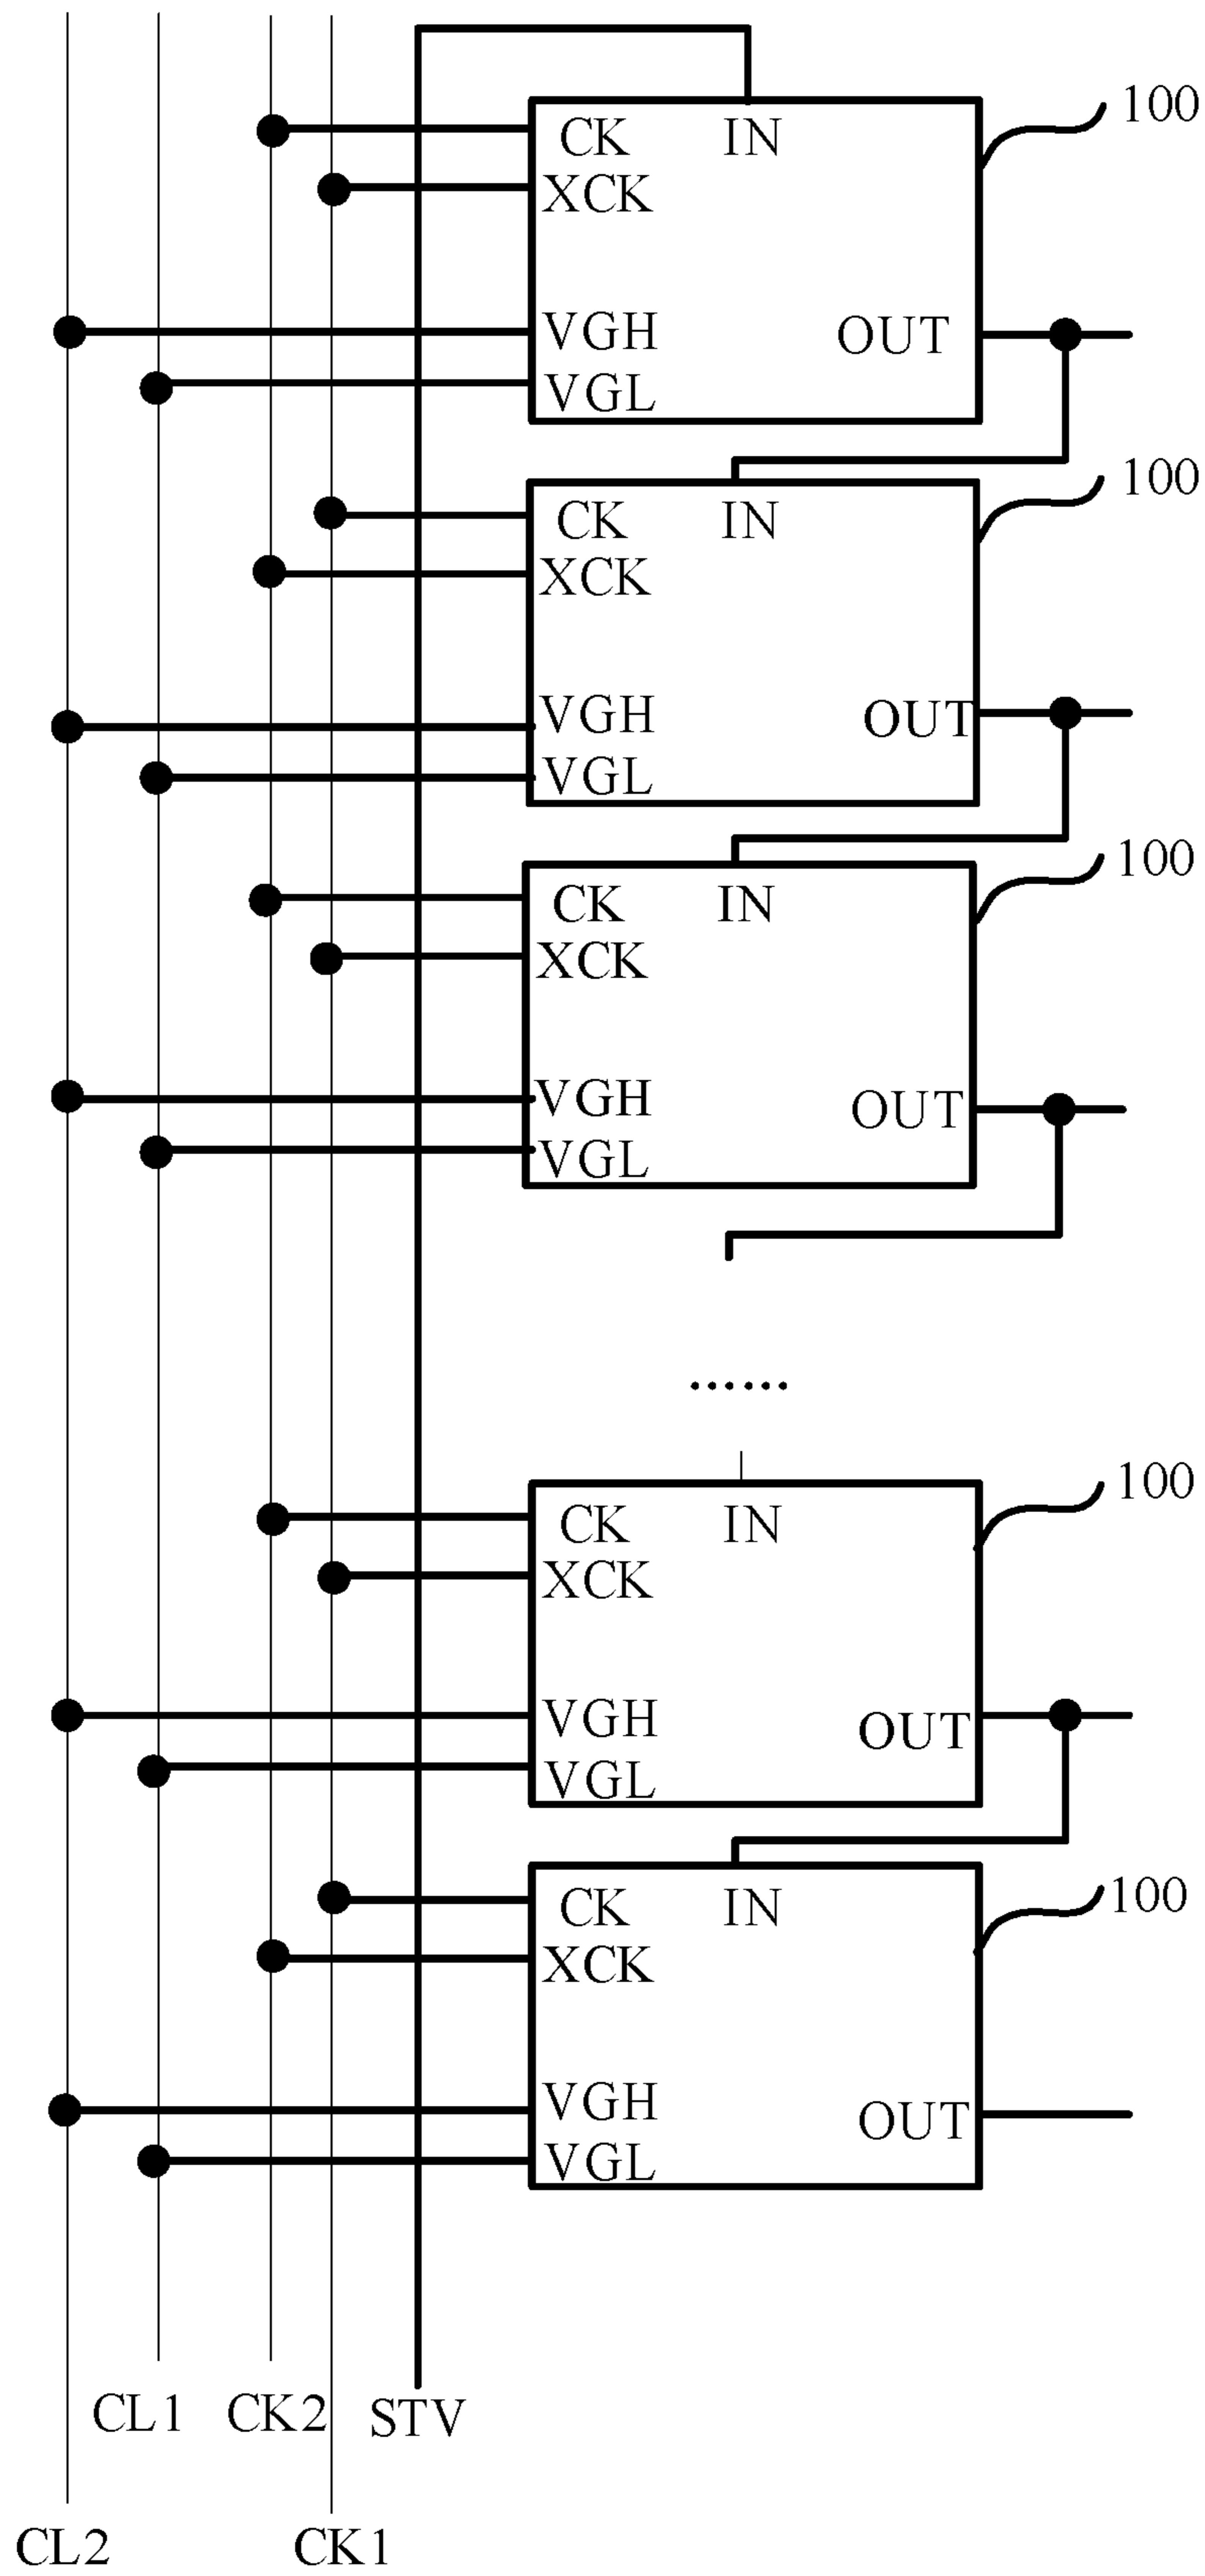 100
CK IN
XCK
VGH OUT
VGL
100
CK IN
XCK
VGH OUT
VGL
100
CK IN
XCK
VGH OUT
VGL
......
100
CK IN
XCK
VGH OUT
VGL
100
CK IN
XCK
VGH OUT
VGL
CL1 CK2 STV
CL2 CK1